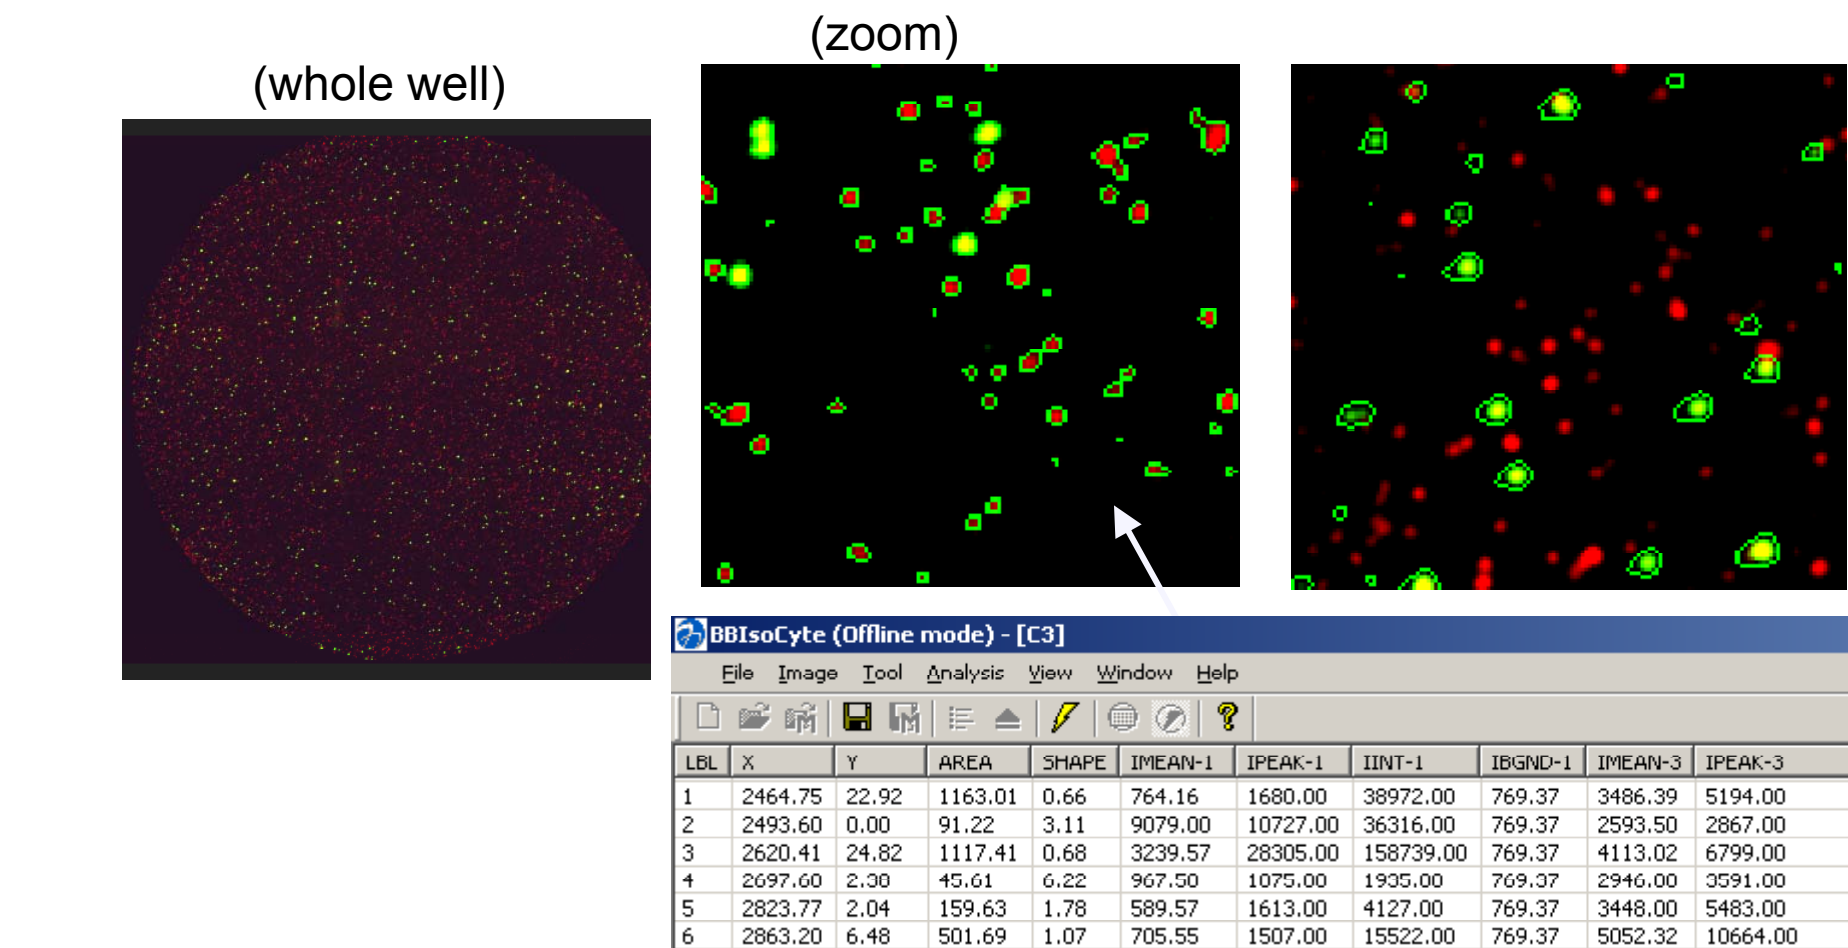 (zoom)
(whole well)
BBIsoCyte (Offline mode) - [C3]
File Image Tool Analysis View Window Help
LBL X Y AREA SHAPE IMEAN-1 IPEAK-1 IINT-1 IBGND-1 IMEAN-3 IPEAK-3
1 2464.75 22.92 1163.01 0.66 764.16 1680.00 38972.00 769.37 3486.39 5194.00
2 2493.60 0.00 91.22 3.11 9079.00 10727.00 36316.00 769.37 2593.50 2867.00
3 2620.41 24.82 1117.41 0.68 3239.57 28305.00 158739.00 769.37 4113.02 6799.00
4 2697.60 2.38 45.61 6.22 967.50 1075.00 1935.00 769.37 2946.00 3591.00
5 2823.77 2.04 159.63 1.78 589.57 1613.00 4127.00 769.37 3448.00 5483.00
6 2863.20 6.48 501.69 1.07 705.55 1507.00 15522.00 769.37 5052.32 10664.00